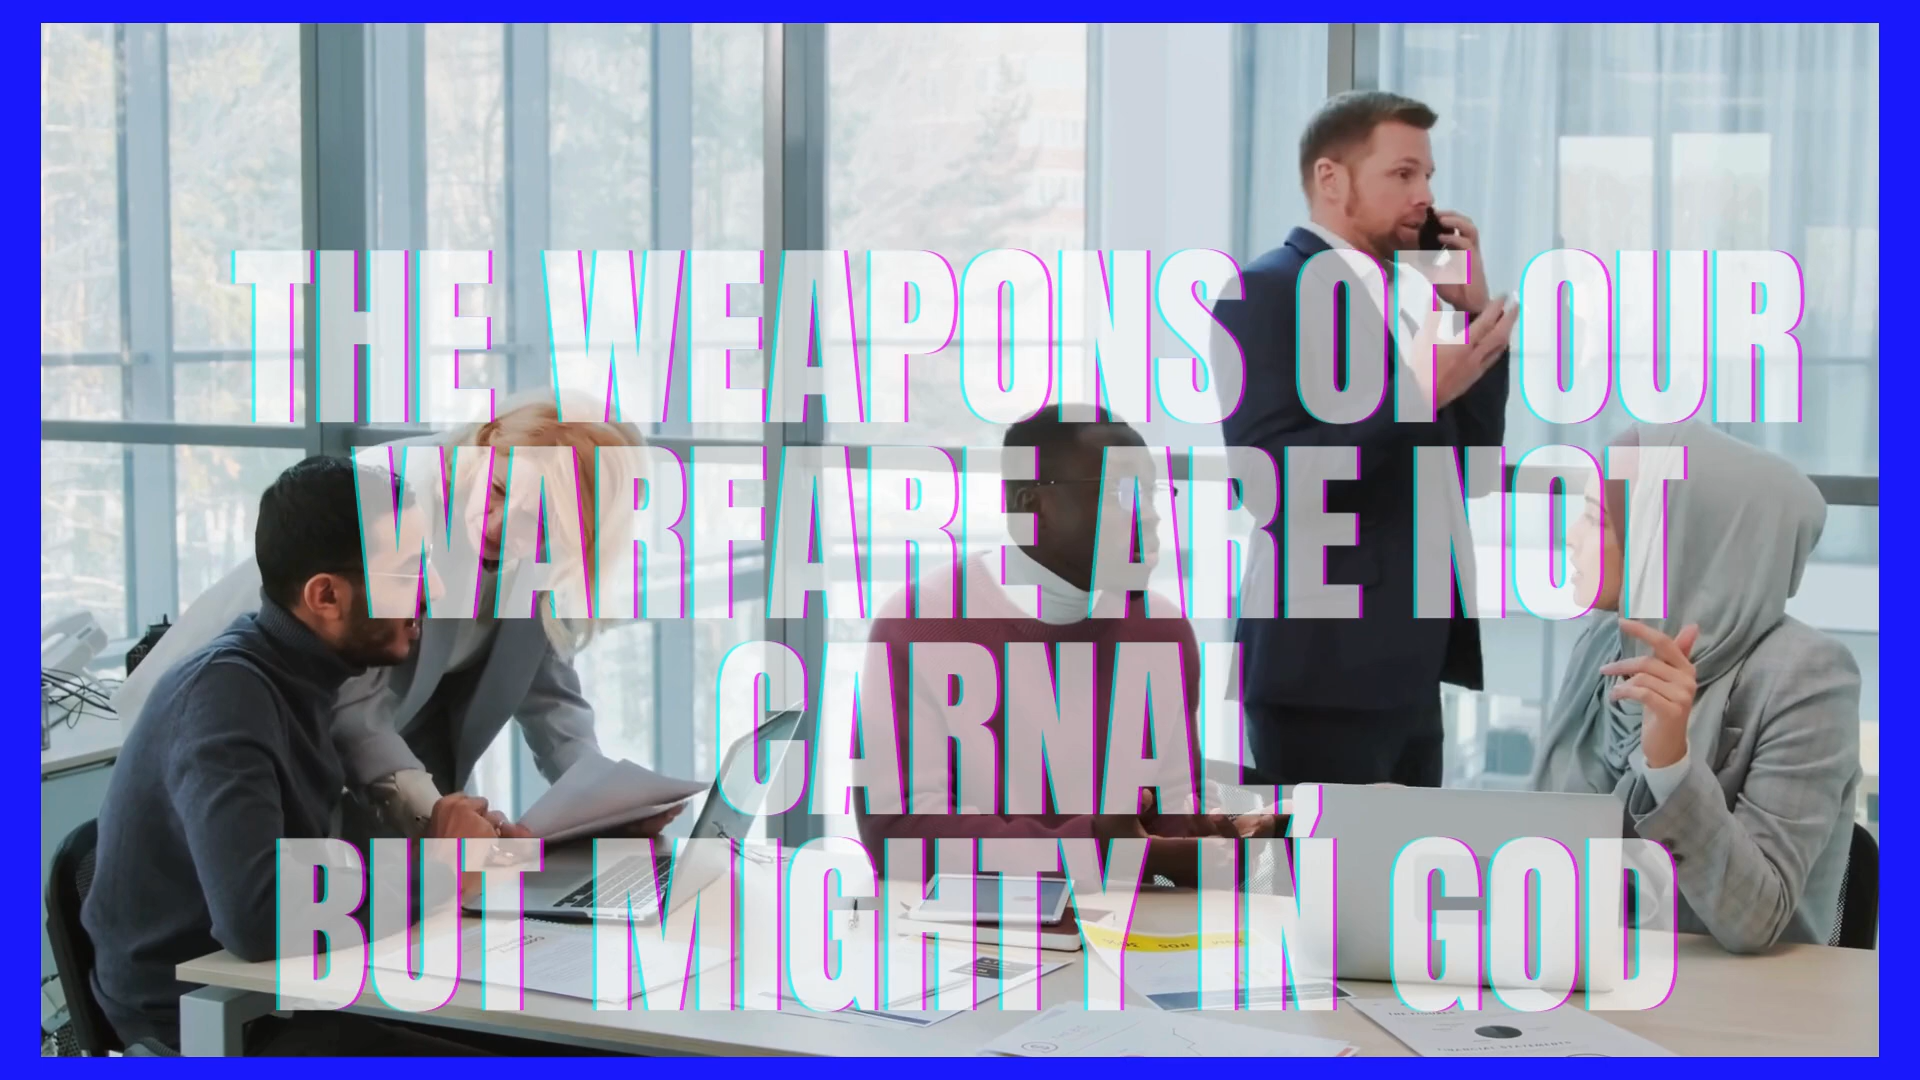 THE WEAPONS OF OUR
WARFARE ARE NOT
CARNAL,
BUT MIGHTY IN GOD